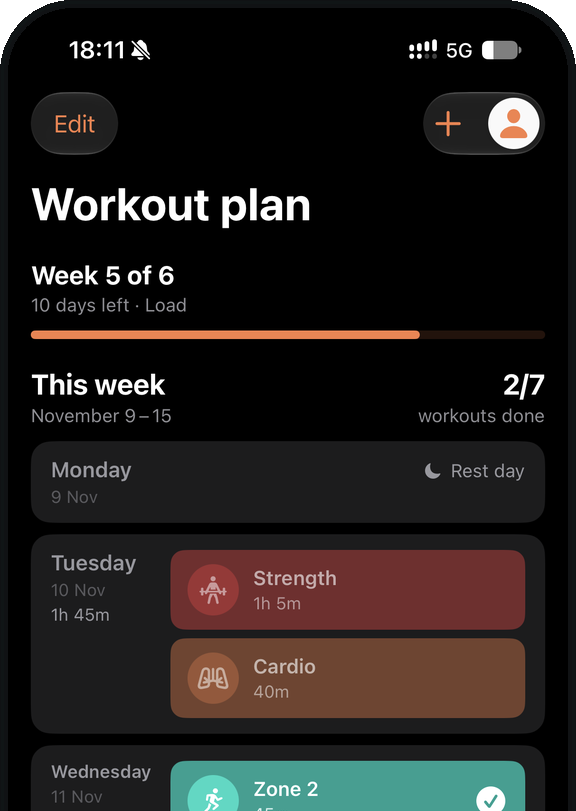 18:11
5G
Edit
Workout plan
Week 5 of 6
10 days left · Load
This week
2/7
November 9–15
workouts done
Monday
Rest day
9 Nov
Tuesday
10 Nov
1h 45m
Strength
1h 5m
Cardio
40m
Wednesday
11 Nov
Zone 2